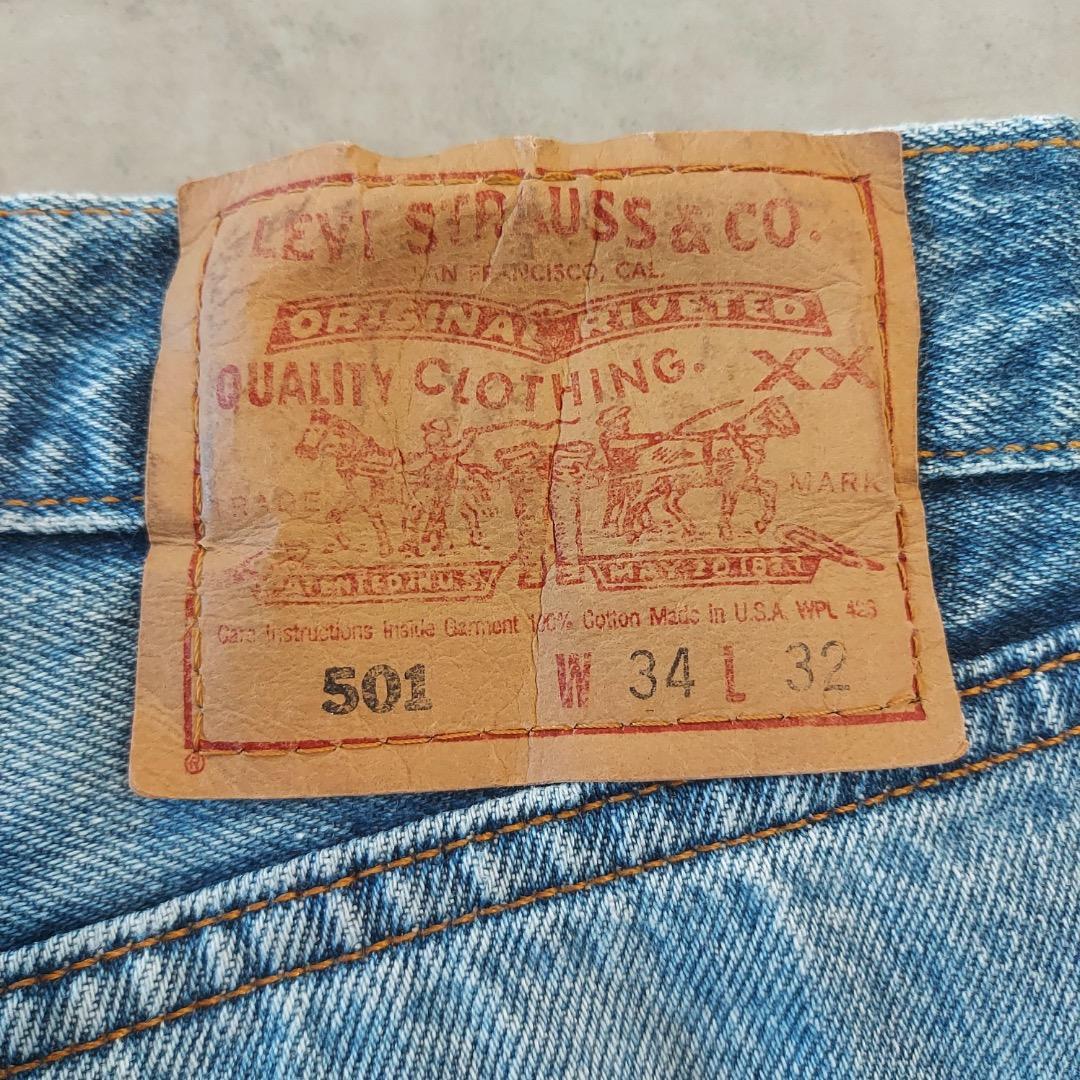 LEVI STRAUSS & CO.
SAN FRANCISCO, CAL.
ORIGINAL RIVETED
QUALITY CLOTHING. XX
TRADE MARK
PATENTED IN U.S. MAY 20 1873
Care Instructions Inside Garment 100% Cotton Made in U.S.A. WPL 423
501 W 34 L 32
®